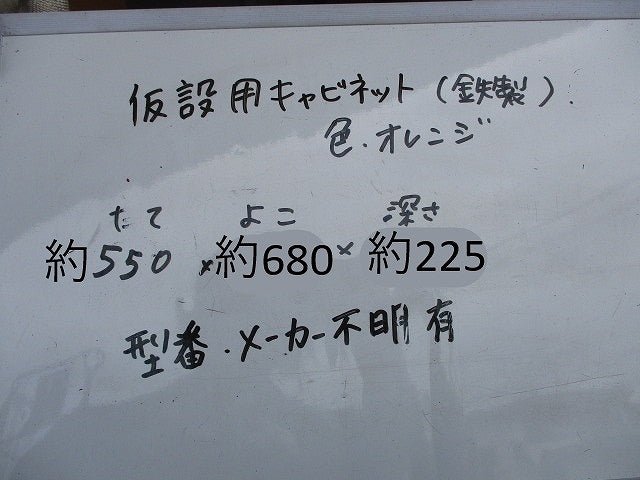 仮設用キャビネット(鉄製)
色.オレンジ
たて よこ 深さ
約550×約680×約225
型番.メーカー不明有